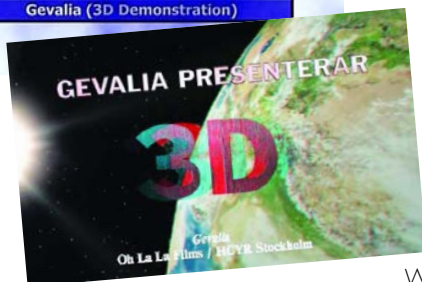 Gevalia (3D Demonstration)
GEVALIA PRESENTERAR
3D
Gevalia
Oh La La Films / HCYR Stockholm
W